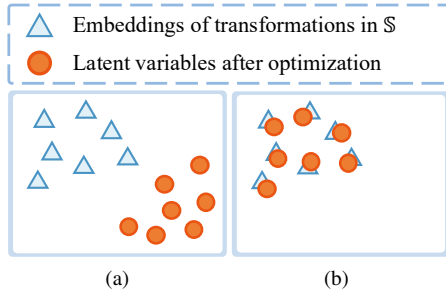 Embeddings of transformations in 𝕊
Latent variables after optimization
(a)
(b)